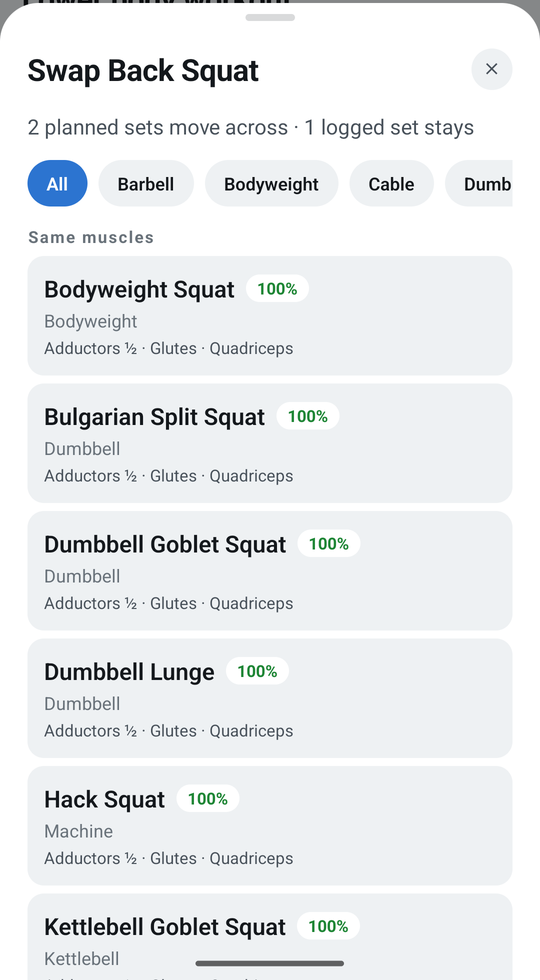 Swap Back Squat
2 planned sets move across · 1 logged set stays
All Barbell Bodyweight Cable Dumb
Same muscles
Bodyweight Squat 100%
Bodyweight
Adductors ½ · Glutes · Quadriceps
Bulgarian Split Squat 100%
Dumbbell
Adductors ½ · Glutes · Quadriceps
Dumbbell Goblet Squat 100%
Dumbbell
Adductors ½ · Glutes · Quadriceps
Dumbbell Lunge 100%
Dumbbell
Adductors ½ · Glutes · Quadriceps
Hack Squat 100%
Machine
Adductors ½ · Glutes · Quadriceps
Kettlebell Goblet Squat 100%
Kettlebell